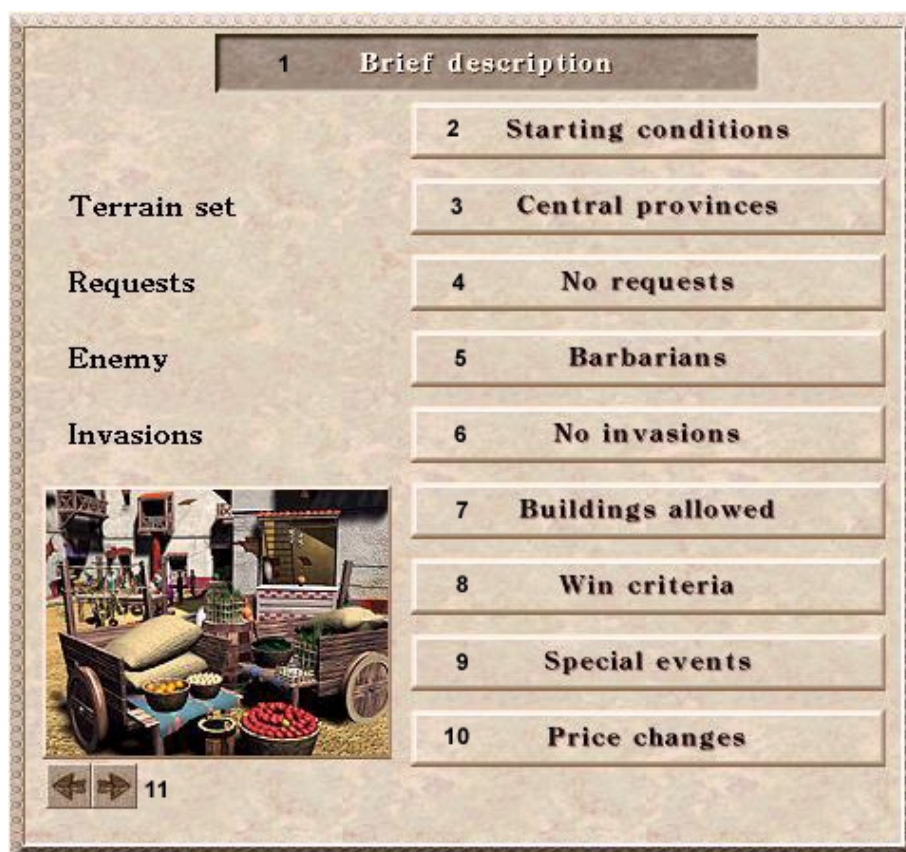 1 Brief description
2 Starting conditions
Terrain set 3 Central provinces
Requests 4 No requests
Enemy 5 Barbarians
Invasions 6 No invasions
7 Buildings allowed
8 Win criteria
9 Special events
10 Price changes
11